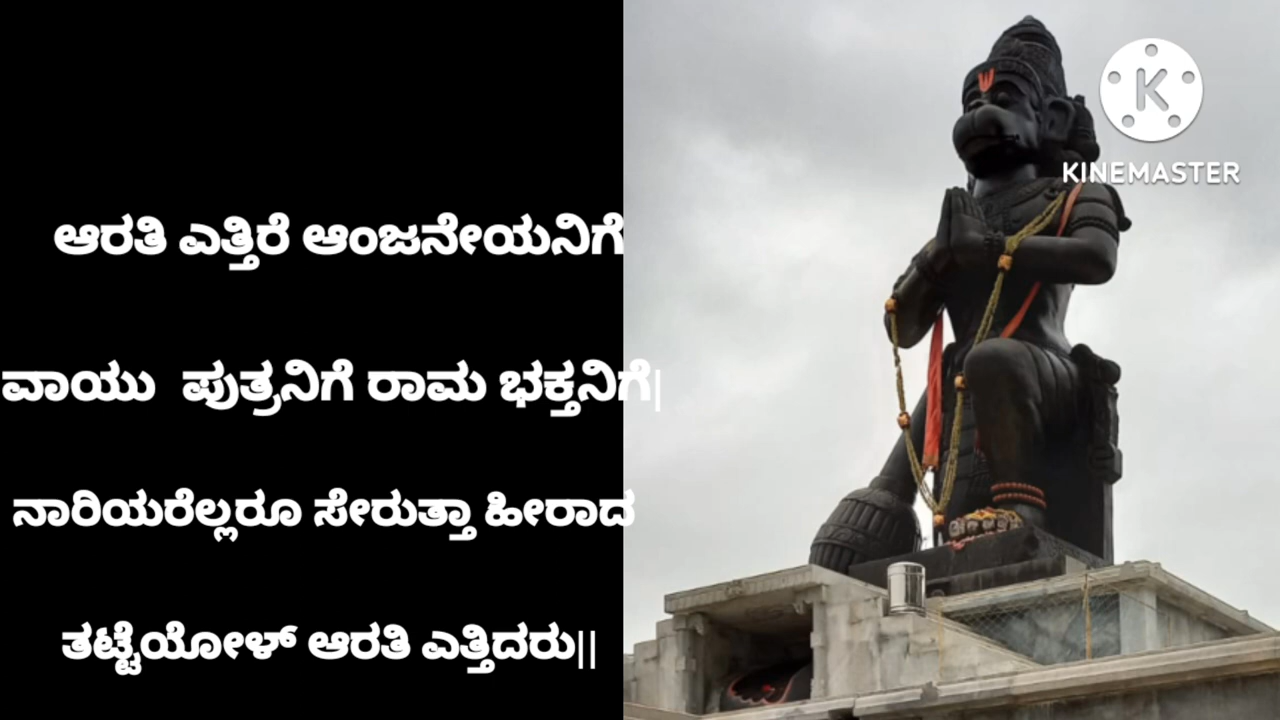 ಆರತಿ ಎತ್ತಿರೆ ಆಂಜನೇಯನಿಗೆ
ವಾಯು ಪುತ್ರನಿಗೆ ರಾಮ ಭಕ್ತನಿಗೆ|
ನಾರಿಯರೆಲ್ಲರೂ ಸೇರುತ್ತಾ ಹೀರಾದ
ತಟ್ಟೆಯೋಳ್ ಆರತಿ ಎತ್ತಿದರು||
K
KINEMASTER